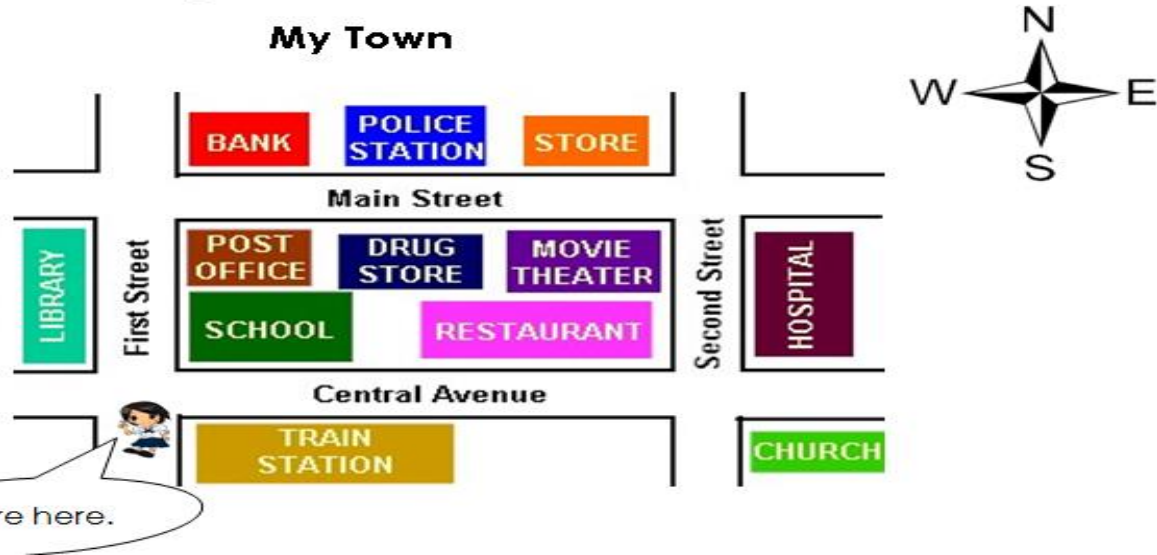 My Town
N
W E
S
BANK
POLICE
STATION
STORE
Main Street
LIBRARY
First Street
POST
OFFICE
DRUG
STORE
MOVIE
THEATER
SCHOOL
RESTAURANT
Second Street
HOSPITAL
Central Avenue
TRAIN
STATION
CHURCH
here.